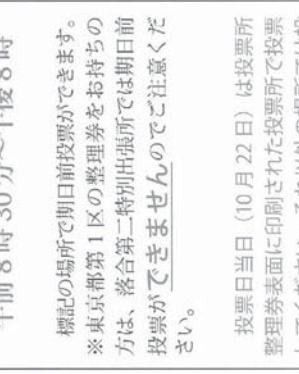 午前8時30分～午後8時
標記の場所で期日前投票ができます。
※東京都第1区の整理券をお持ちの
方は、落合第二特別出張所では期日前
投票ができませんのでご注意くだ
さい。
投票日当日（10月22日）は投票所
整理券表面に印刷された投票所で投票